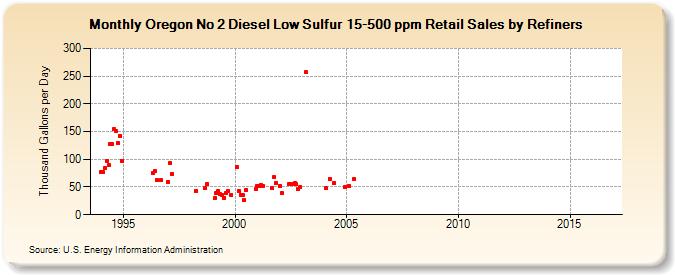 Monthly Oregon No 2 Diesel Low Sulfur 15-500 ppm Retail Sales by Refiners
Thousand Gallons per Day
300
250
200
150
100
50
0
1995 2000 2005 2010 2015
Source: U.S. Energy Information Administration